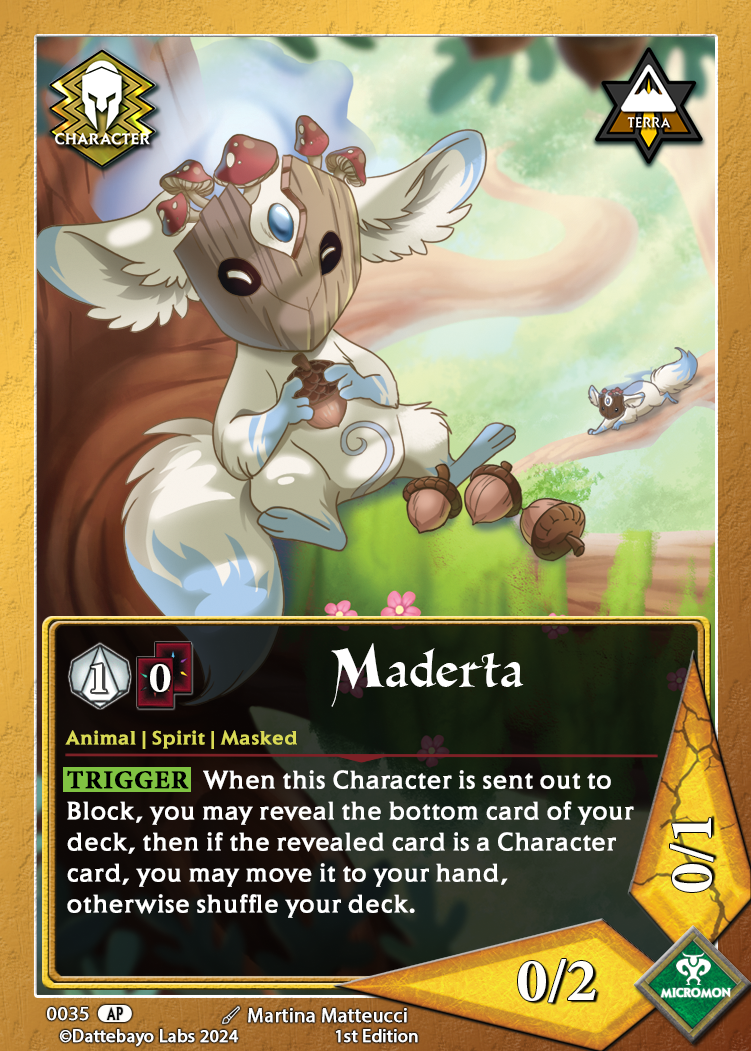 CHARACTER
TERRA
1 0 Maderta
Animal | Spirit | Masked
TRIGGER When this Character is sent out to
Block, you may reveal the bottom card of your
deck, then if the revealed card is a Character
card, you may move it to your hand,
otherwise shuffle your deck.
0/1
0/2
MICROMON
0035 AP Martina Matteucci
©Dattebayo Labs 2024 1st Edition